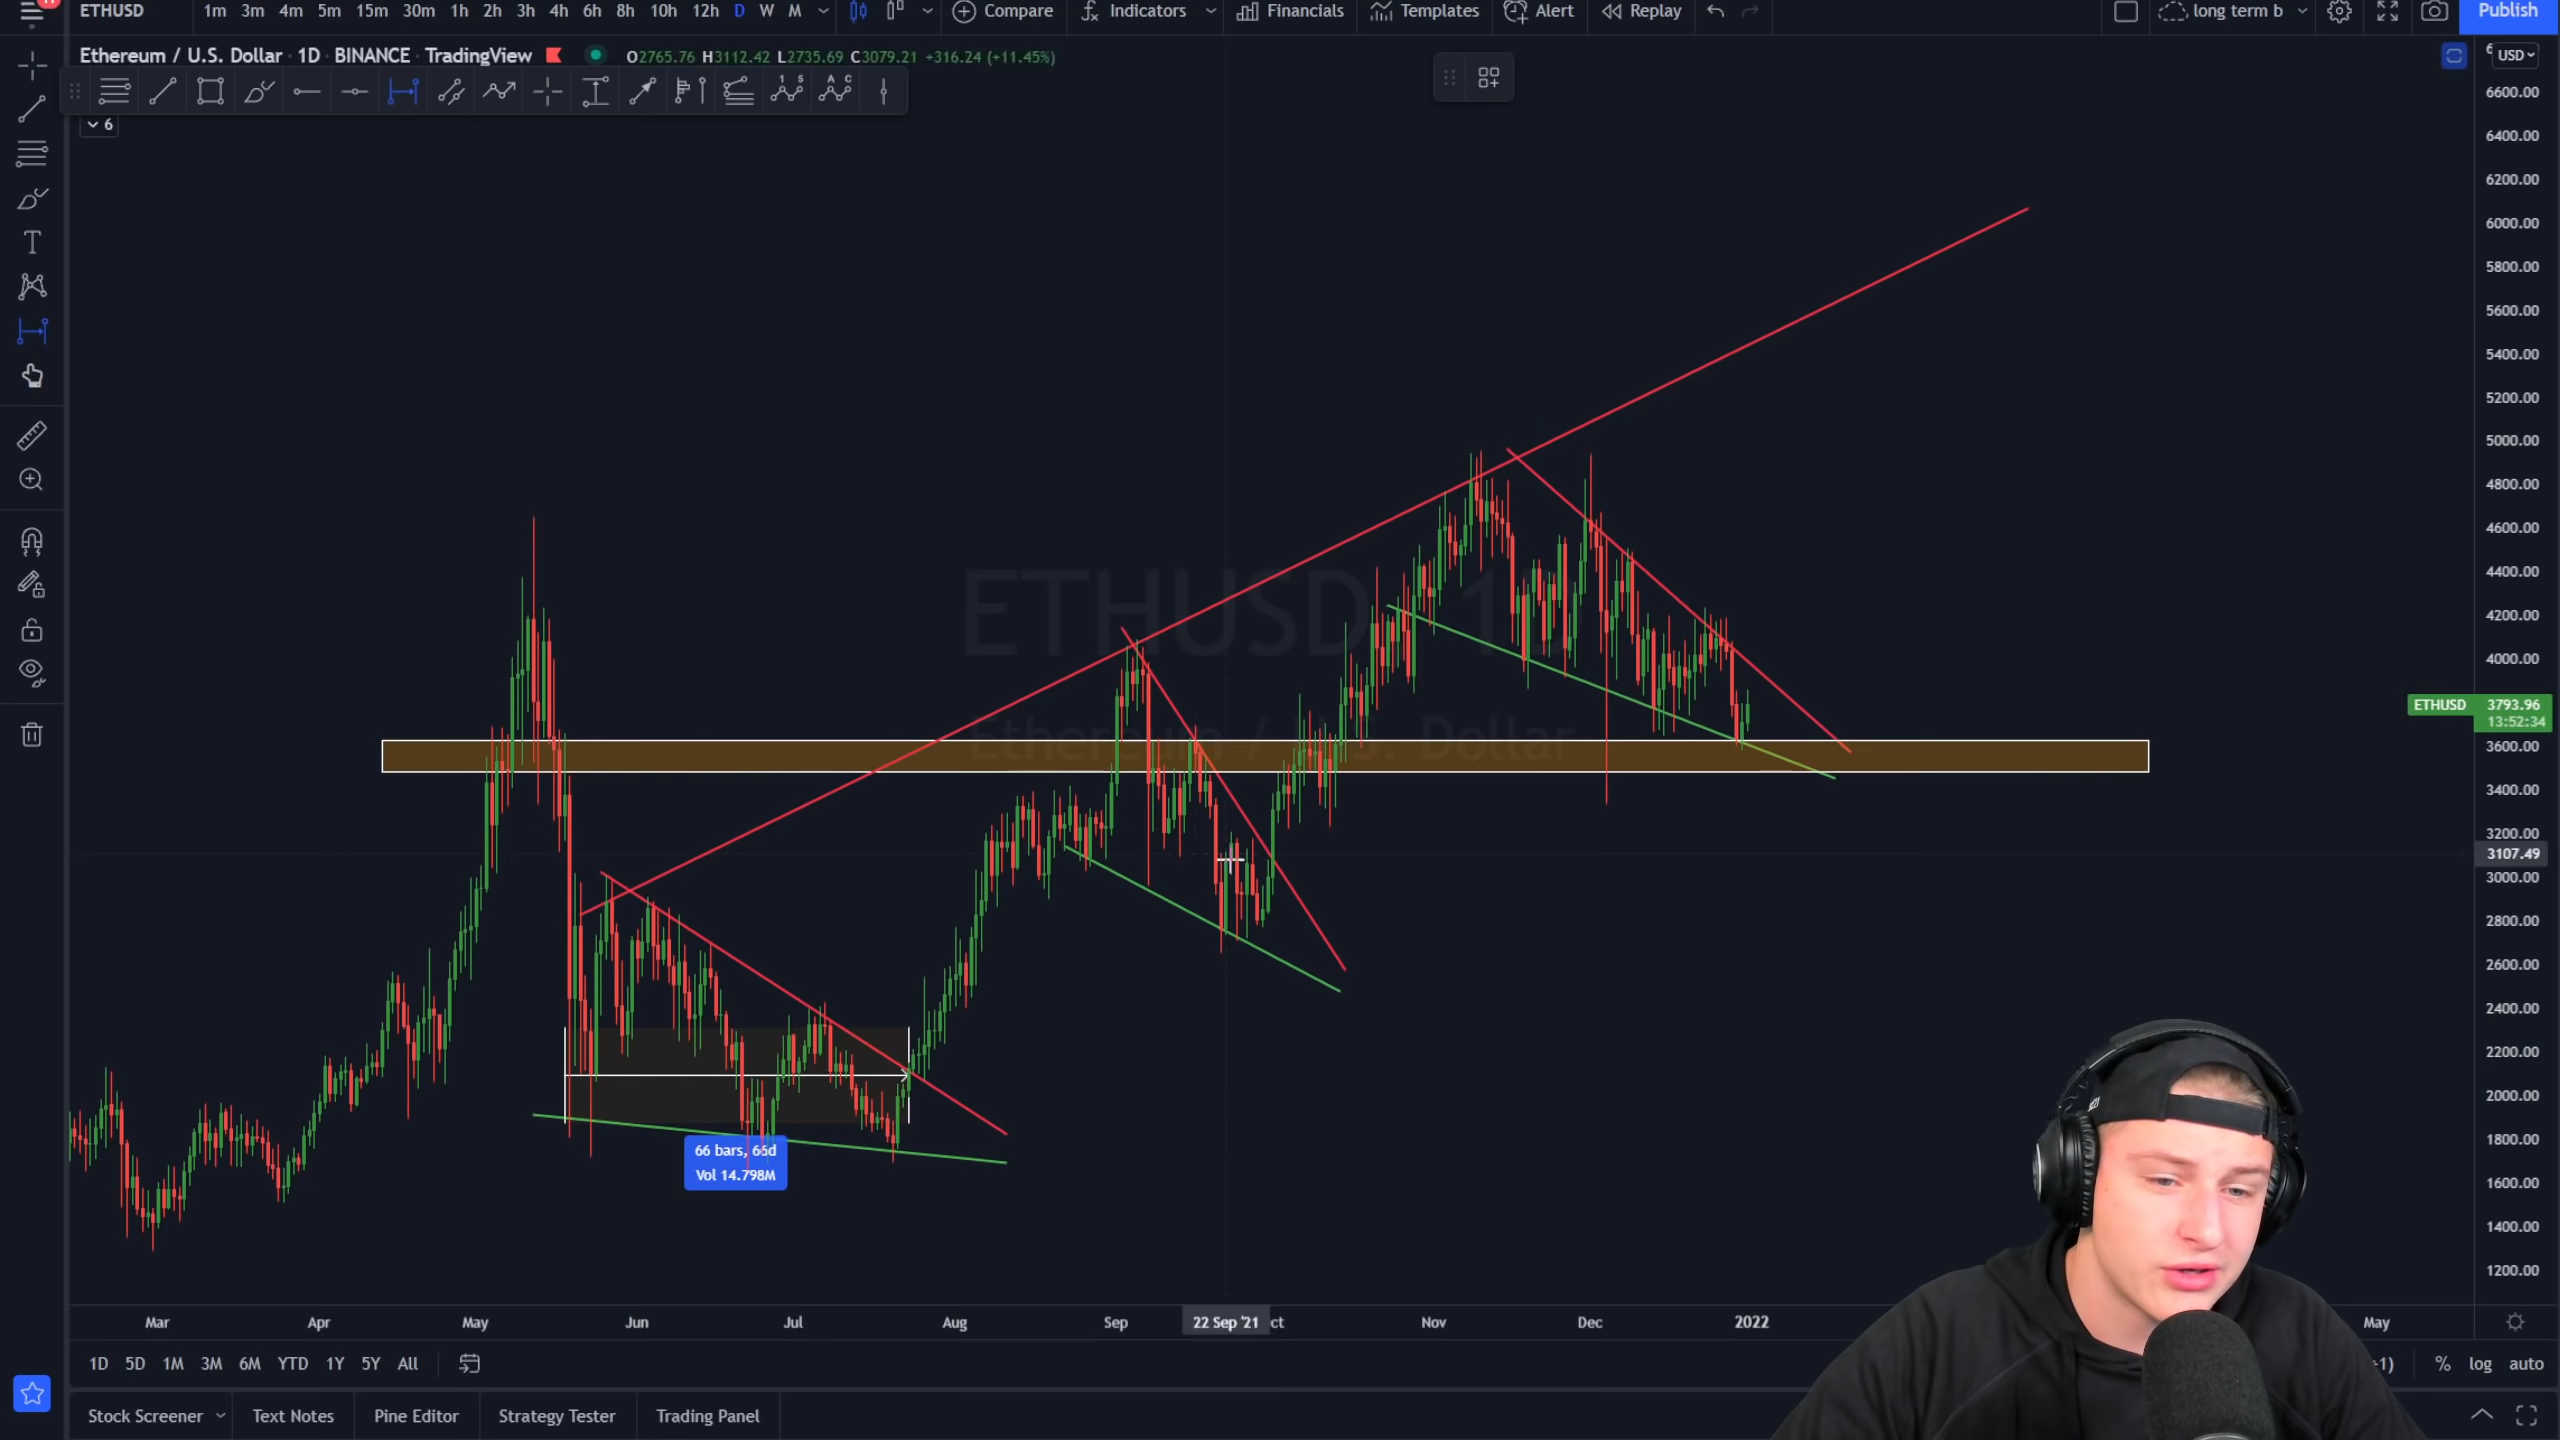 ETHUSD 1m 3m 4m 5m 15m 30m 1h 2h 3h 4h 6h 8h 10h 12h D W M Compare Indicators Financials Templates Alert Replay long term b Publish
Ethereum / U.S. Dollar · 1D · BINANCE · TradingView O2765.76 H3112.42 L2735.69 C3079.21 +316.24 (+11.45%)
USD
6
6600.00
6400.00
6200.00
6000.00
5800.00
5600.00
5400.00
5200.00
5000.00
4800.00
4600.00
4400.00
4200.00
4000.00
ETHUSD 3793.96
13:52:34
3600.00
3400.00
3200.00
3107.49
3000.00
2800.00
2600.00
2400.00
2200.00
2000.00
1800.00
1600.00
1400.00
1200.00
ETHUSD 1D
Ethereum / U.S. Dollar
66 bars, 66d
Vol 14.798M
Mar Apr May Jun Jul Aug Sep 22 Sep '21 ct Nov Dec 2022 May
1D 5D 1M 3M 6M YTD 1Y 5Y All % log auto
Stock Screener Text Notes Pine Editor Strategy Tester Trading Panel